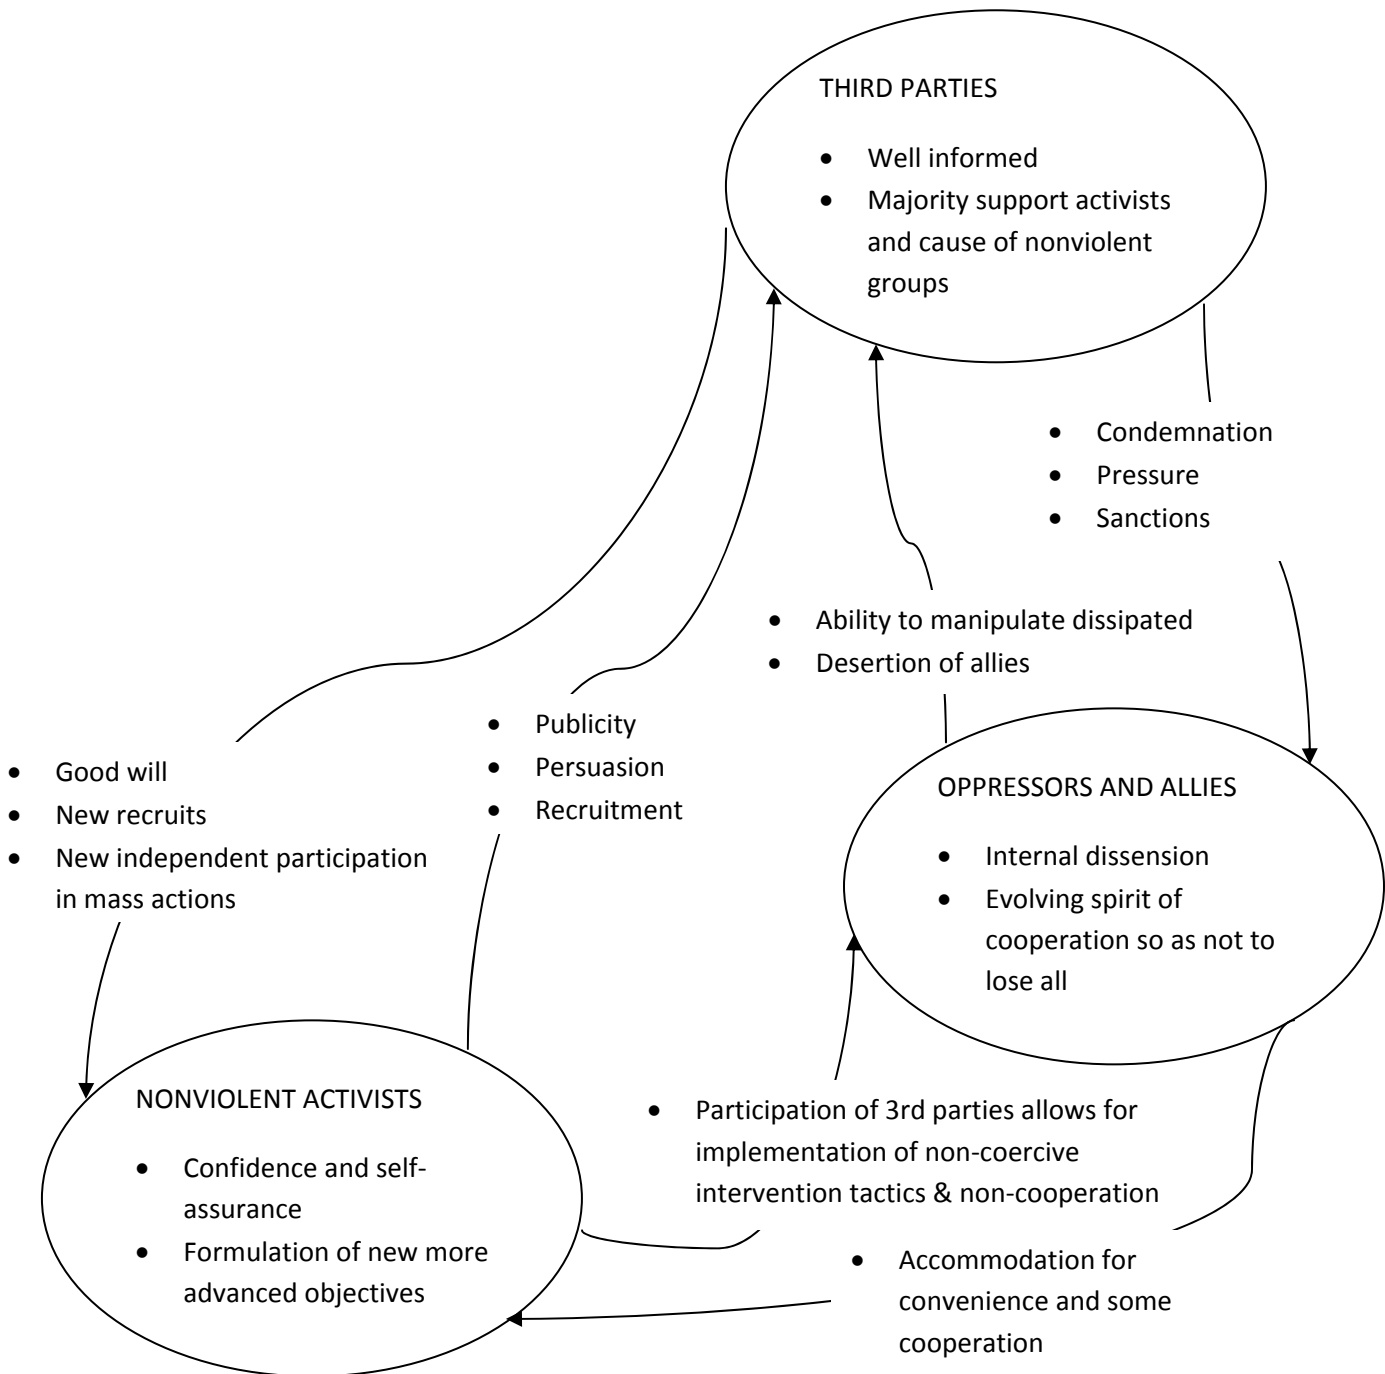 THIRD PARTIES
• Well informed
• Majority support activists
and cause of nonviolent
groups
• Condemnation
• Pressure
• Sanctions
• Ability to manipulate dissipated
• Desertion of allies
• Publicity
• Persuasion
• Recruitment
• Good will
• New recruits
• New independent participation
in mass actions
OPPRESSORS AND ALLIES
• Internal dissension
• Evolving spirit of
cooperation so as not to
lose all
NONVIOLENT ACTIVISTS
• Confidence and self-
assurance
• Formulation of new more
advanced objectives
• Participation of 3rd parties allows for
implementation of non-coercive
intervention tactics & non-cooperation
• Accommodation for
convenience and some
cooperation